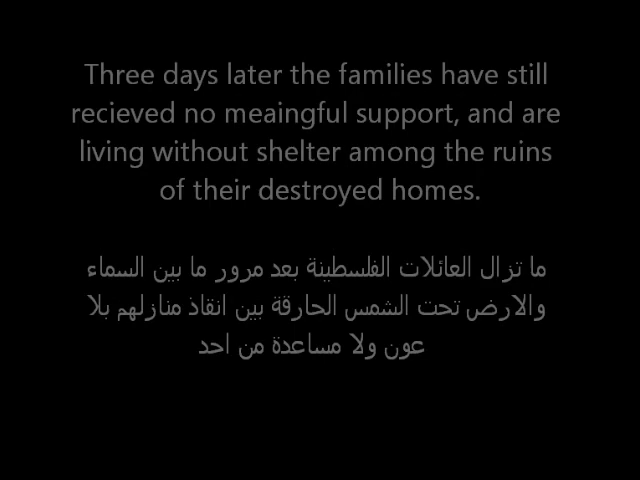 Three days later the families have still
recieved no meaingful support, and are
living without shelter among the ruins
of their destroyed homes.
ما تزال العائلات الفلسطينة بعد مرور ما بين السماء
والارض تحت الشمس الحارقة بين انقاذ منازلهم بلا
عون ولا مساعدة من احد